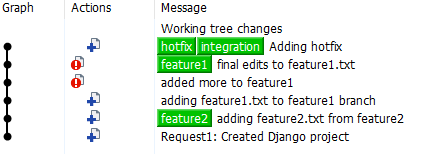 Graph Actions Message
Working tree changes
hotfix integration Adding hotfix
feature1 final edits to feature1.txt
added more to feature1
adding feature1.txt to feature1 branch
feature2 adding feature2.txt from feature2
Request1: Created Django project